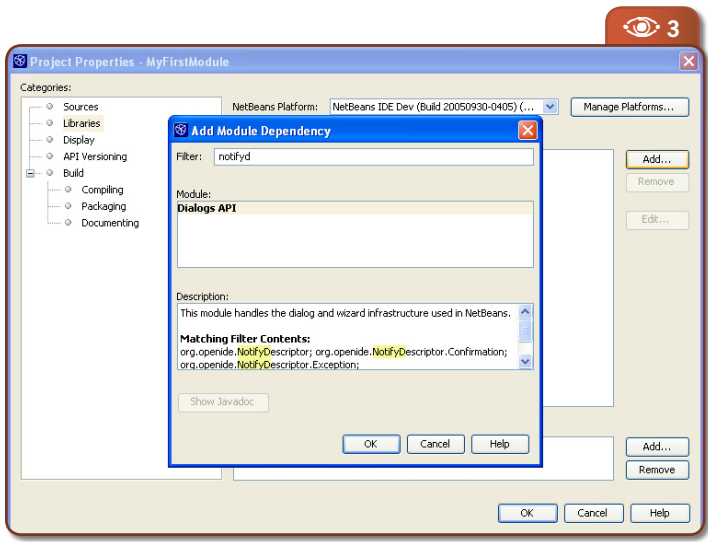 3
Project Properties - MyFirstModule
Categories:
Sources
Libraries
Display
API Versioning
Build
Compiling
Packaging
Documenting
NetBeans Platform: NetBeans IDE Dev (Build 20050930-0405) (... Manage Platforms...
Add...
Remove
Edit...
Add Module Dependency
Filter: notifyd
Module:
Dialogs API
Description:
This module handles the dialog and wizard infrastructure used in NetBeans.
Matching Filter Contents:
org.openide.NotifyDescriptor; org.openide.NotifyDescriptor.Confirmation;
org.openide.NotifyDescriptor.Exception;
Show Javadoc
OK Cancel Help
Add...
Remove
OK Cancel Help